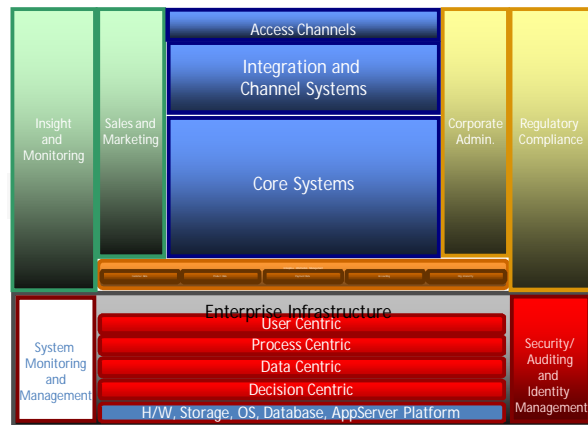 Access Channels
Integration and
Channel Systems
Insight
and
Monitoring
Sales and
Marketing
Core Systems
Corporate
Admin.
Regulatory
Compliance
Enterprise Infrastructure
User Centric
Process Centric
Data Centric
Decision Centric
H/W, Storage, OS, Database, AppServer Platform
System
Monitoring
and
Management
Security/
Auditing
and
Identity
Management